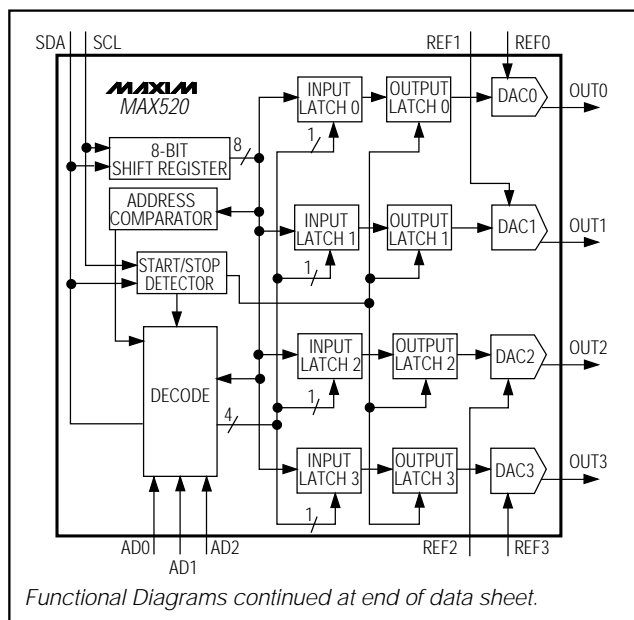 SDA SCL REF1 REF0
MAXIM
MAX520
INPUT
LATCH 0
OUTPUT
LATCH 0
DAC0
OUT0
1
8-BIT
SHIFT REGISTER
8
ADDRESS
COMPARATOR
INPUT
LATCH 1
OUTPUT
LATCH 1
DAC1
OUT1
1
START/STOP
DETECTOR
INPUT
LATCH 2
OUTPUT
LATCH 2
DAC2
OUT2
1
DECODE
4
INPUT
LATCH 3
OUTPUT
LATCH 3
DAC3
OUT3
1
AD0
AD1
AD2
REF2
REF3
Functional Diagrams continued at end of data sheet.